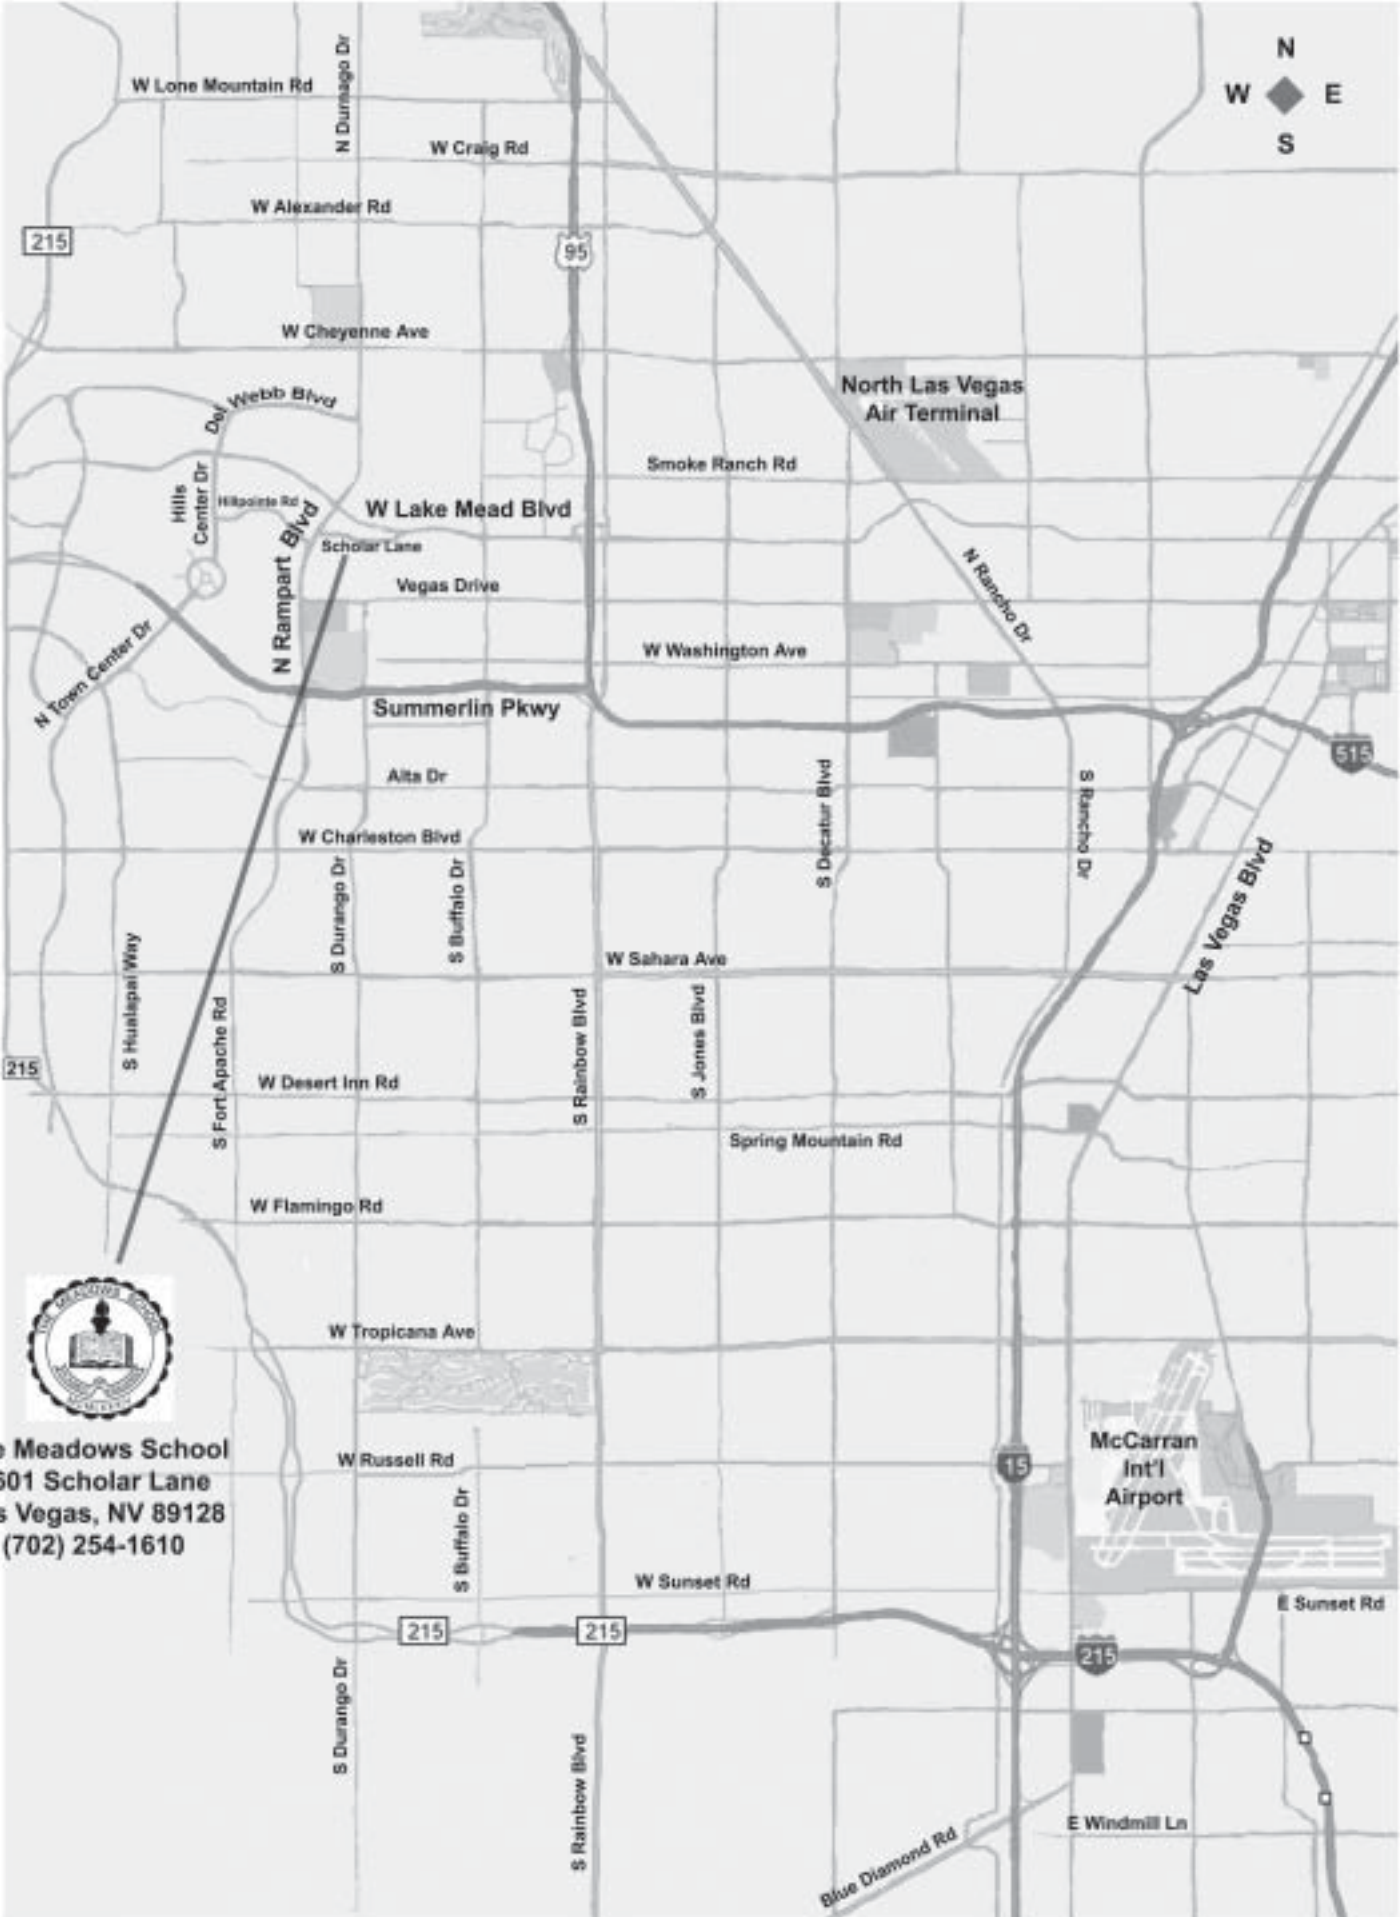 N
W E
S
W Lone Mountain Rd
N Durnago Dr
W Craig Rd
W Alexander Rd
215
95
W Cheyenne Ave
North Las Vegas
Air Terminal
Del Webb Blvd
Smoke Ranch Rd
Hills
Center Dr
Hillpointe Rd
W Lake Mead Blvd
N Rampart Blvd
Scholar Lane
Vegas Drive
N Rancho Dr
W Washington Ave
N Town Center Dr
Summerlin Pkwy
515
Alta Dr
S Decatur Blvd
S Rancho Dr
W Charleston Blvd
S Durango Dr
S Buffalo Dr
Las Vegas Blvd
S Hualapai Way
W Sahara Ave
S Fort Apache Rd
S Rainbow Blvd
S Jones Blvd
215
W Desert Inn Rd
Spring Mountain Rd
W Flamingo Rd
THE MEADOWS SCHOOL
W Tropicana Ave
e Meadows School
601 Scholar Lane
s Vegas, NV 89128
(702) 254-1610
W Russell Rd
15
McCarran
Int'l
Airport
S Buffalo Dr
W Sunset Rd
E Sunset Rd
215
215
215
S Durango Dr
S Rainbow Blvd
E Windmill Ln
Blue Diamond Rd